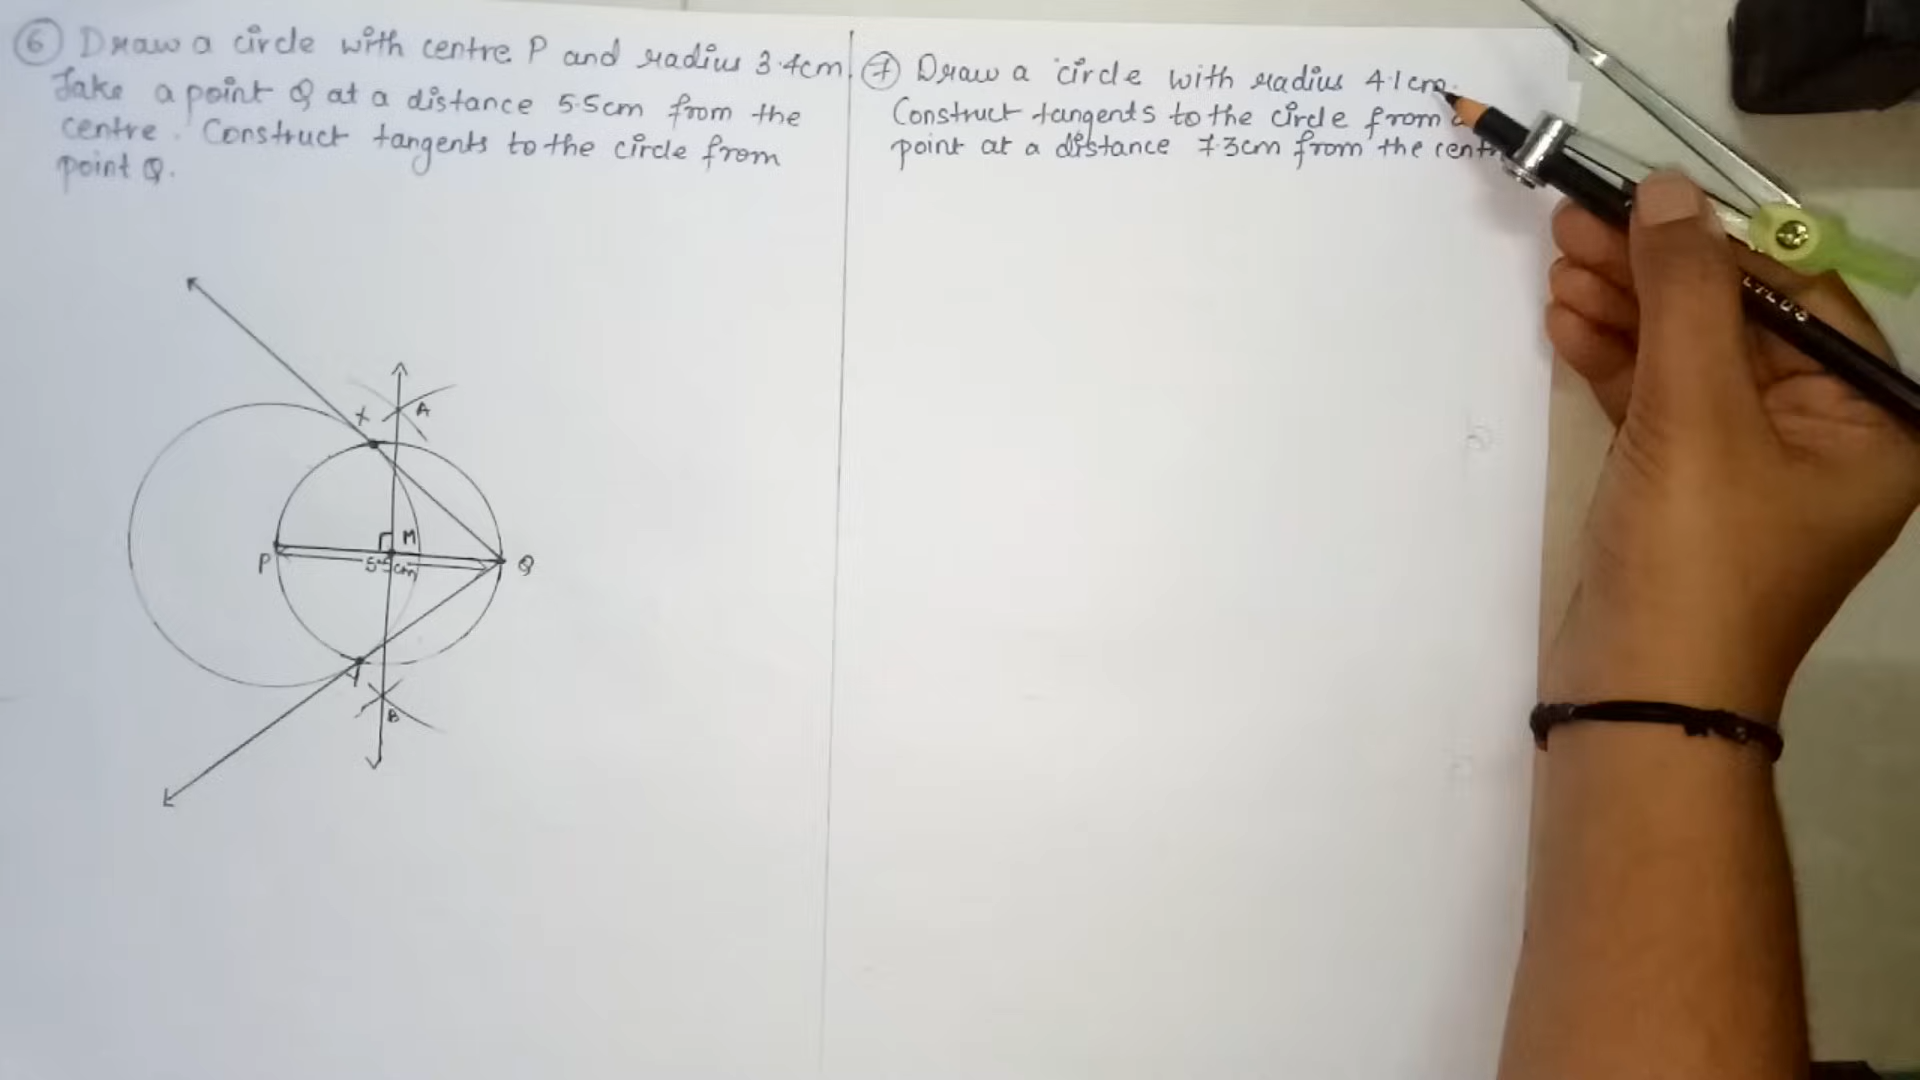 6 Draw a circle with centre P and radius 3.4cm.
Take a point Q at a distance 5.5cm from the
centre. Construct tangents to the circle from
point Q.
7 Draw a circle with radius 4.1cm.
Construct tangents to the circle from
point at a distance 7.3cm from the
A
X
M
P
5.5cm
Q
Y
B